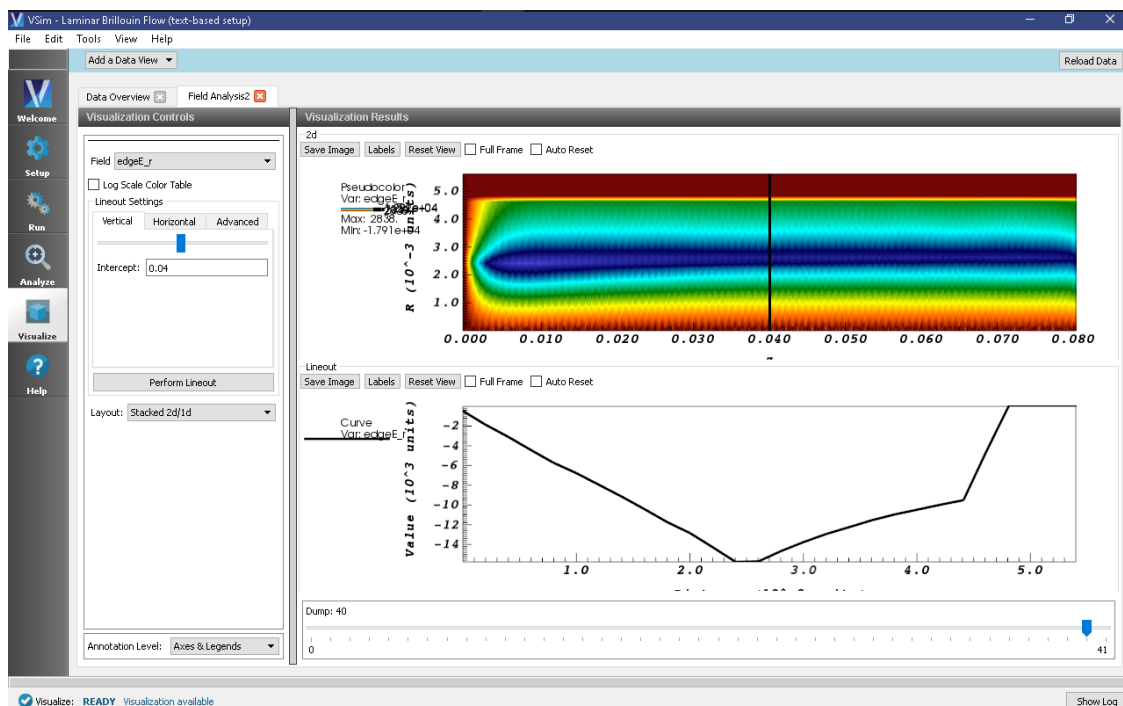 VSim - Laminar Brillouin Flow (text-based setup)
File Edit Tools View Help
Add a Data View
Reload Data
Welcome
Setup
Run
Analyze
Visualize
Help
Data Overview
Field Analysis2
Visualization Controls
Field edgeE_r
Log Scale Color Table
Lineout Settings
Vertical Horizontal Advanced
Intercept: 0.04
Perform Lineout
Layout: Stacked 2d/1d
Annotation Level: Axes & Legends
Visualization Results
2d
Save Image Labels Reset View Full Frame Auto Reset
Pseudocolor
Var: edgeE_r
Max: 2838.
Min: -1.791e+04
R (10^-3 units)
5.0
4.0
3.0
2.0
1.0
0.000 0.010 0.020 0.030 0.040 0.050 0.060 0.070 0.080
Lineout
Save Image Labels Reset View Full Frame Auto Reset
Curve
Var: edgeE_r
Value (10^3 units)
-2
-4
-6
-8
-10
-12
-14
1.0 2.0 3.0 4.0 5.0
Dump: 40
0 41
Visualize: READY Visualization available
Show Log